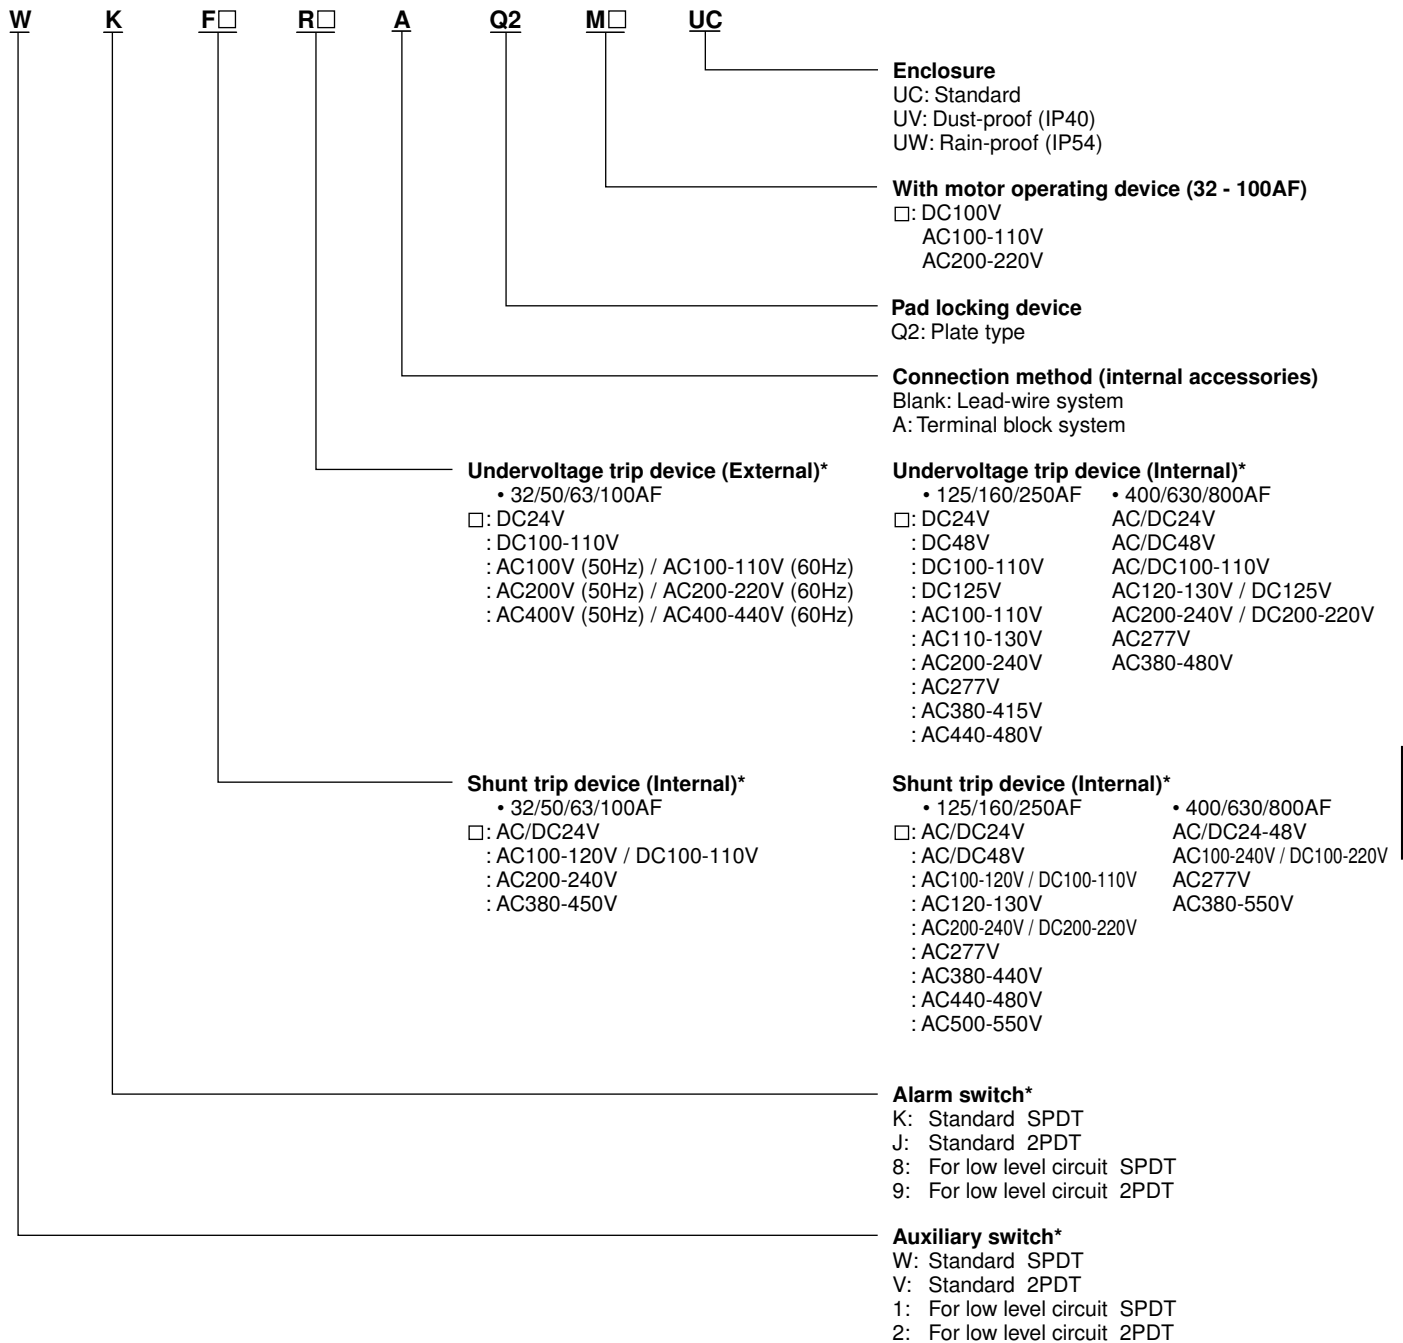 W K F□ R□ A Q2 M□ UC
Enclosure
UC: Standard
UV: Dust-proof (IP40)
UW: Rain-proof (IP54)
With motor operating device (32 - 100AF)
□: DC100V
AC100-110V
AC200-220V
Pad locking device
Q2: Plate type
Connection method (internal accessories)
Blank: Lead-wire system
A: Terminal block system
Undervoltage trip device (External)*
• 32/50/63/100AF
□: DC24V
: DC100-110V
: AC100V (50Hz) / AC100-110V (60Hz)
: AC200V (50Hz) / AC200-220V (60Hz)
: AC400V (50Hz) / AC400-440V (60Hz)
Undervoltage trip device (Internal)*
• 125/160/250AF • 400/630/800AF
□: DC24V AC/DC24V
: DC48V AC/DC48V
: DC100-110V AC/DC100-110V
: DC125V AC120-130V / DC125V
: AC100-110V AC200-240V / DC200-220V
: AC110-130V AC277V
: AC200-240V AC380-480V
: AC277V
: AC380-415V
: AC440-480V
Shunt trip device (Internal)*
• 32/50/63/100AF
□: AC/DC24V
: AC100-120V / DC100-110V
: AC200-240V
: AC380-450V
Shunt trip device (Internal)*
• 125/160/250AF • 400/630/800AF
□: AC/DC24V AC/DC24-48V
: AC/DC48V AC100-240V / DC100-220V
: AC100-120V / DC100-110V AC277V
: AC120-130V AC380-550V
: AC200-240V / DC200-220V
: AC277V
: AC380-440V
: AC440-480V
: AC500-550V
Alarm switch*
K: Standard SPDT
J: Standard 2PDT
8: For low level circuit SPDT
9: For low level circuit 2PDT
Auxiliary switch*
W: Standard SPDT
V: Standard 2PDT
1: For low level circuit SPDT
2: For low level circuit 2PDT